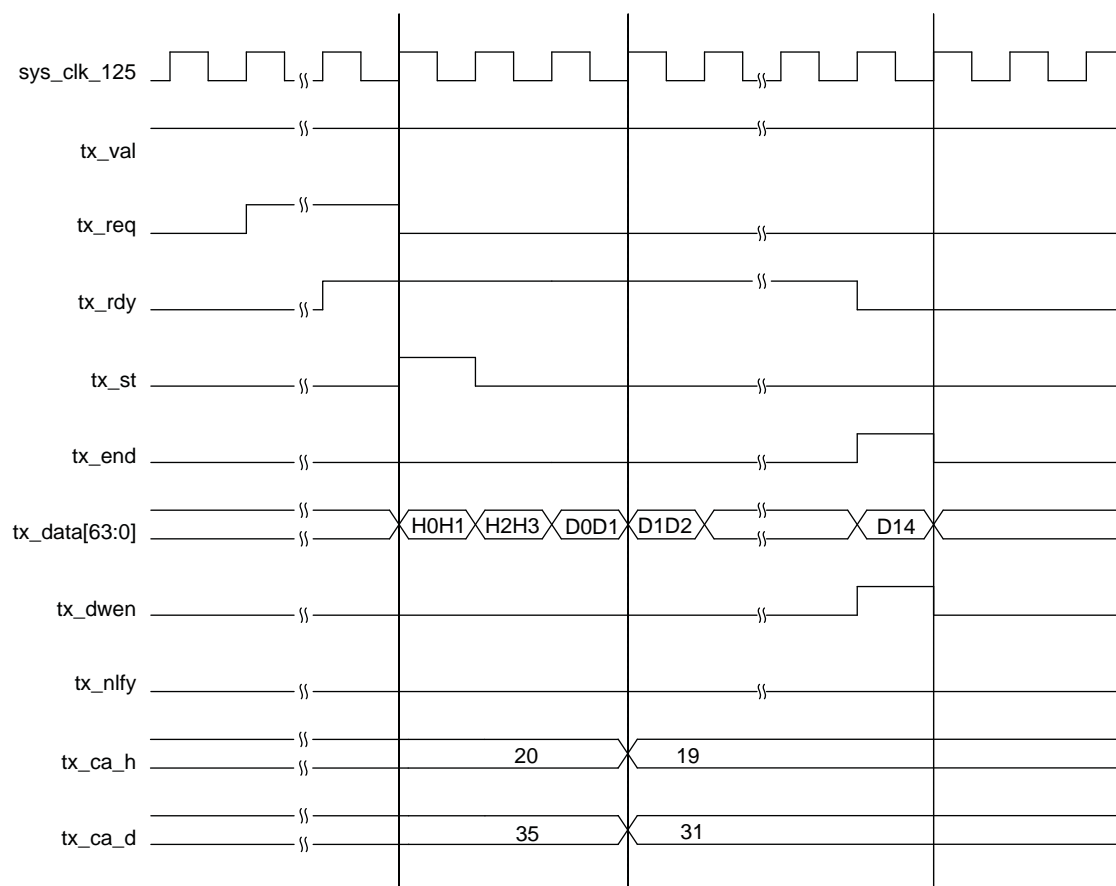 sys_clk_125
tx_val
tx_req
tx_rdy
tx_st
tx_end
tx_data[63:0] H0H1 H2H3 D0D1 D1D2 D14
tx_dwen
tx_nlfy
tx_ca_h 20 19
tx_ca_d 35 31